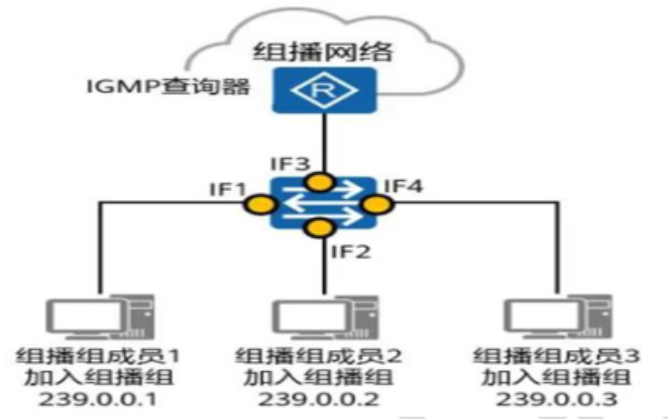 组播网络
IGMP查询器
R
IF3
IF1
IF4
IF2
组播组成员1
加入组播组
239.0.0.1
组播组成员2
加入组播组
239.0.0.2
组播组成员3
加入组播组
239.0.0.3